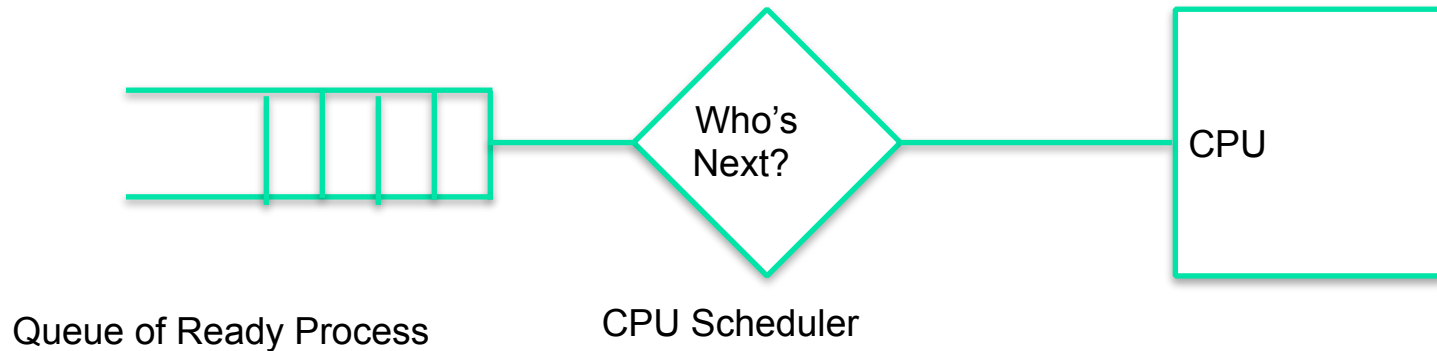 Who’s
Next?
CPU
Queue of Ready Process
CPU Scheduler